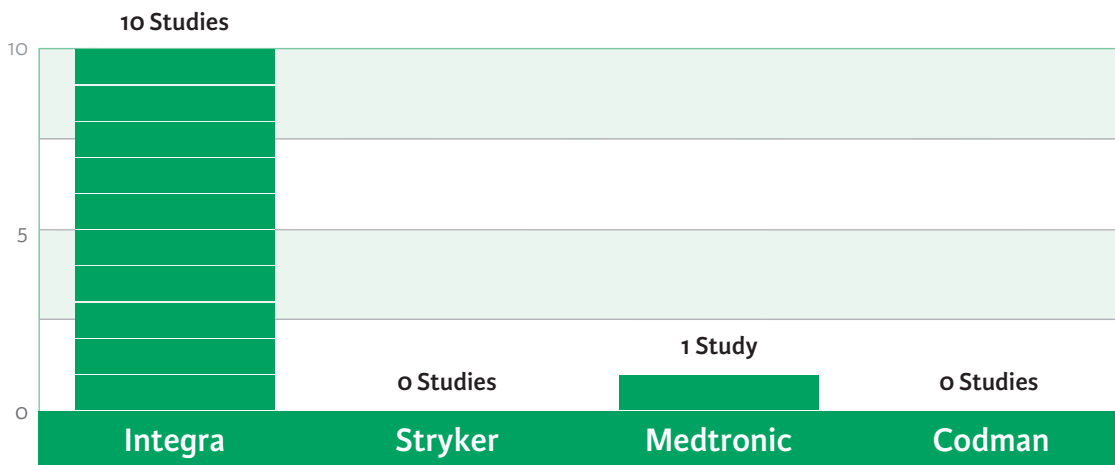 10 Studies
10
5
1 Study
0 Studies
0 Studies
0
Integra Stryker Medtronic Codman